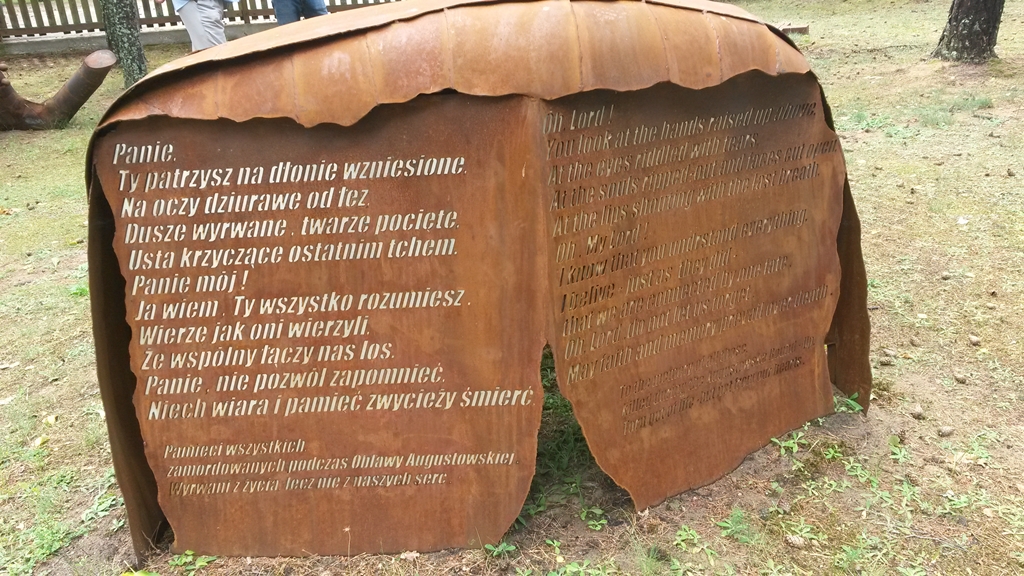 Panie.
Ty patrzysz na dłonie wzniesione.
Na oczy dziurawe od łez.
Dusze wyrwane, twarze pocięte
Usta krzyczące ostatnim tchem.
Panie mój!
Ja wiem, Ty wszystko rozumiesz.
Wierzę jak oni wierzyli.
Że wspólny łączy nas los.
Panie, nie pozwól zapomnieć.
Niech wiara i pamięć zwycięży śmierć
Pamięci wszystkich
zamordowanych podczas Obławy Augustowskiej.
Wyrwani z życia lecz nie z naszych serc
Oh Lord!
You look at the hands raised up above
At the eyes riddled with tears.
At the souls ripped out and faces cut open
At the lips shouting with the last breath.
Oh, My Lord!
I know that you understand everything.
I belive, just as they did.
that we are connected by one fate.
Oh Lord, do not let us forget
May faith and memory